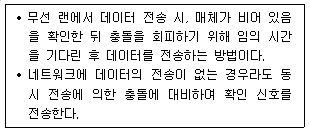 • 무선 랜에서 데이터 전송 시, 매체가 비어 있음
을 확인한 뒤 충돌을 회피하기 위해 임의 시간
을 기다린 후 데이터를 전송하는 방법이다.
• 네트워크에 데이터의 전송이 없는 경우라도 동
시 전송에 의한 충돌에 대비하여 확인 신호를
전송한다.